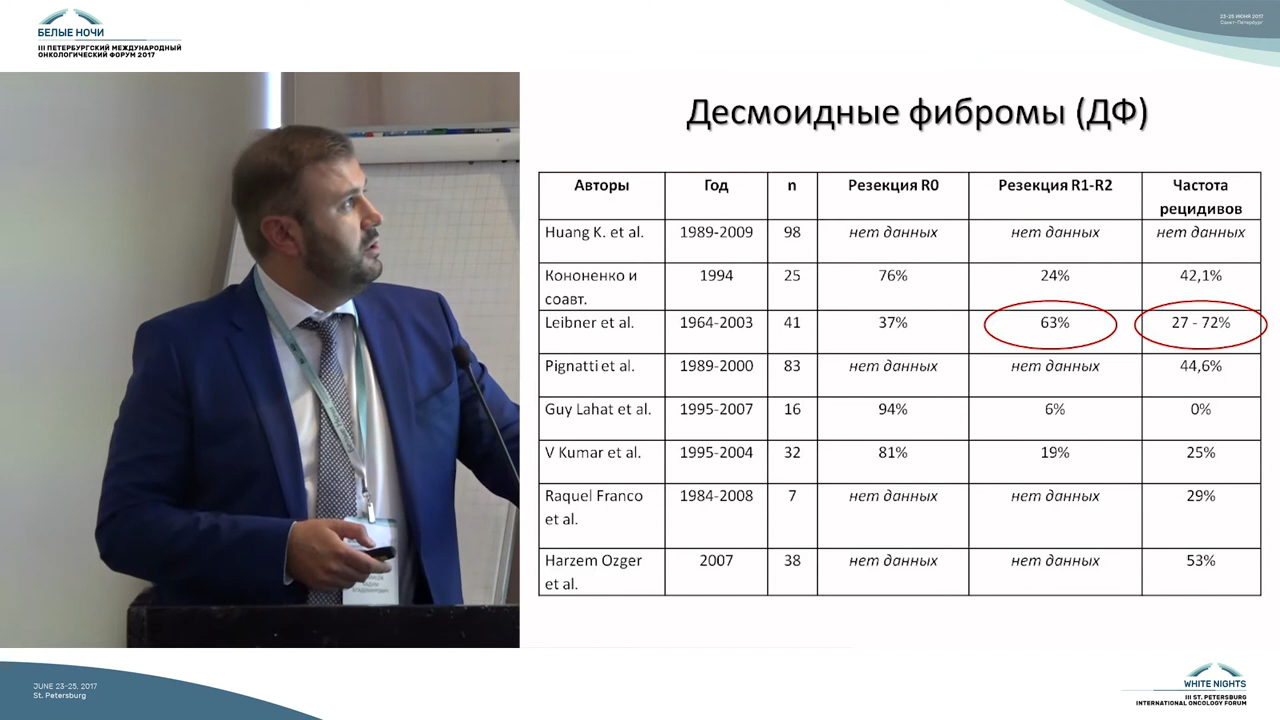 БЕЛЫЕ НОЧИ
III ПЕТЕРБУРГСКИЙ МЕЖДУНАРОДНЫЙ
ОНКОЛОГИЧЕСКИЙ ФОРУМ 2017
23-25 ИЮНЯ 2017
Санкт-Петербург
Десмоидные фибромы (ДФ)
Авторы Год n Резекция R0 Резекция R1-R2 Частота
рецидивов
Huang K. et al. 1989-2009 98 нет данных нет данных нет данных
Кононенко и 1994 25 76% 24% 42,1%
соавт.
Leibner et al. 1964-2003 41 37% 63% 27 - 72%
Pignatti et al. 1989-2000 83 нет данных нет данных 44,6%
Guy Lahat et al. 1995-2007 16 94% 6% 0%
V Kumar et al. 1995-2004 32 81% 19% 25%
Raquel Franco 1984-2008 7 нет данных нет данных 29%
et al.
Harzem Ozger 2007 38 нет данных нет данных 53%
et al.
JUNE 23-25, 2017
St. Petersburg
WHITE NIGHTS
III ST. PETERSBURG
INTERNATIONAL ONCOLOGY FORUM